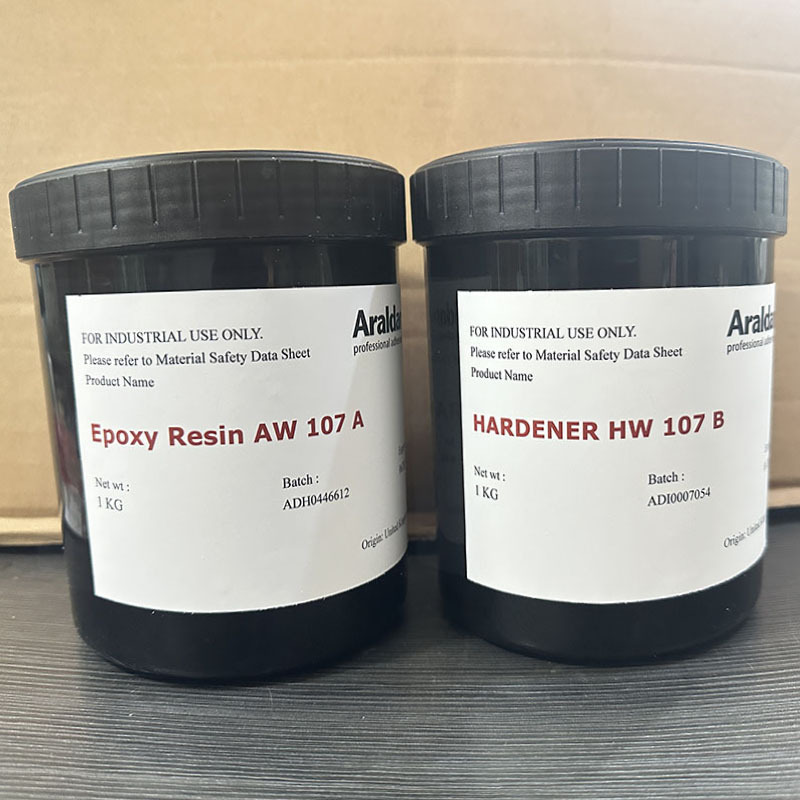 FOR INDUSTRIAL USE ONLY.
Please refer to Material Safety Data Sheet
Product Name
Epoxy Resin AW 107 A
Net wt :
1 KG
Batch :
ADH0446612
Origin:
FOR INDUSTRIAL USE ONLY.
Please refer to Material Safety Data Sheet
Product Name
HARDENER HW 107 B
Net wt :
1 KG
Batch :
ADI0007054
Origin:
professional
professional